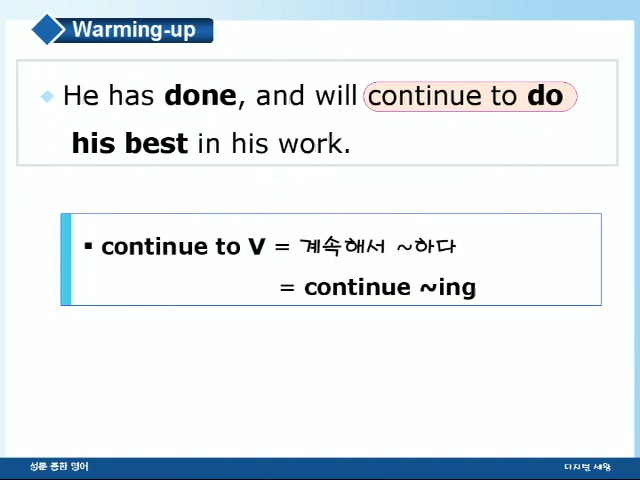 Warming-up
He has done, and will continue to do
his best in his work.
▪ continue to V = 계속해서 ~하다
= continue ~ing
성문 종합 영어
디지털 세왕